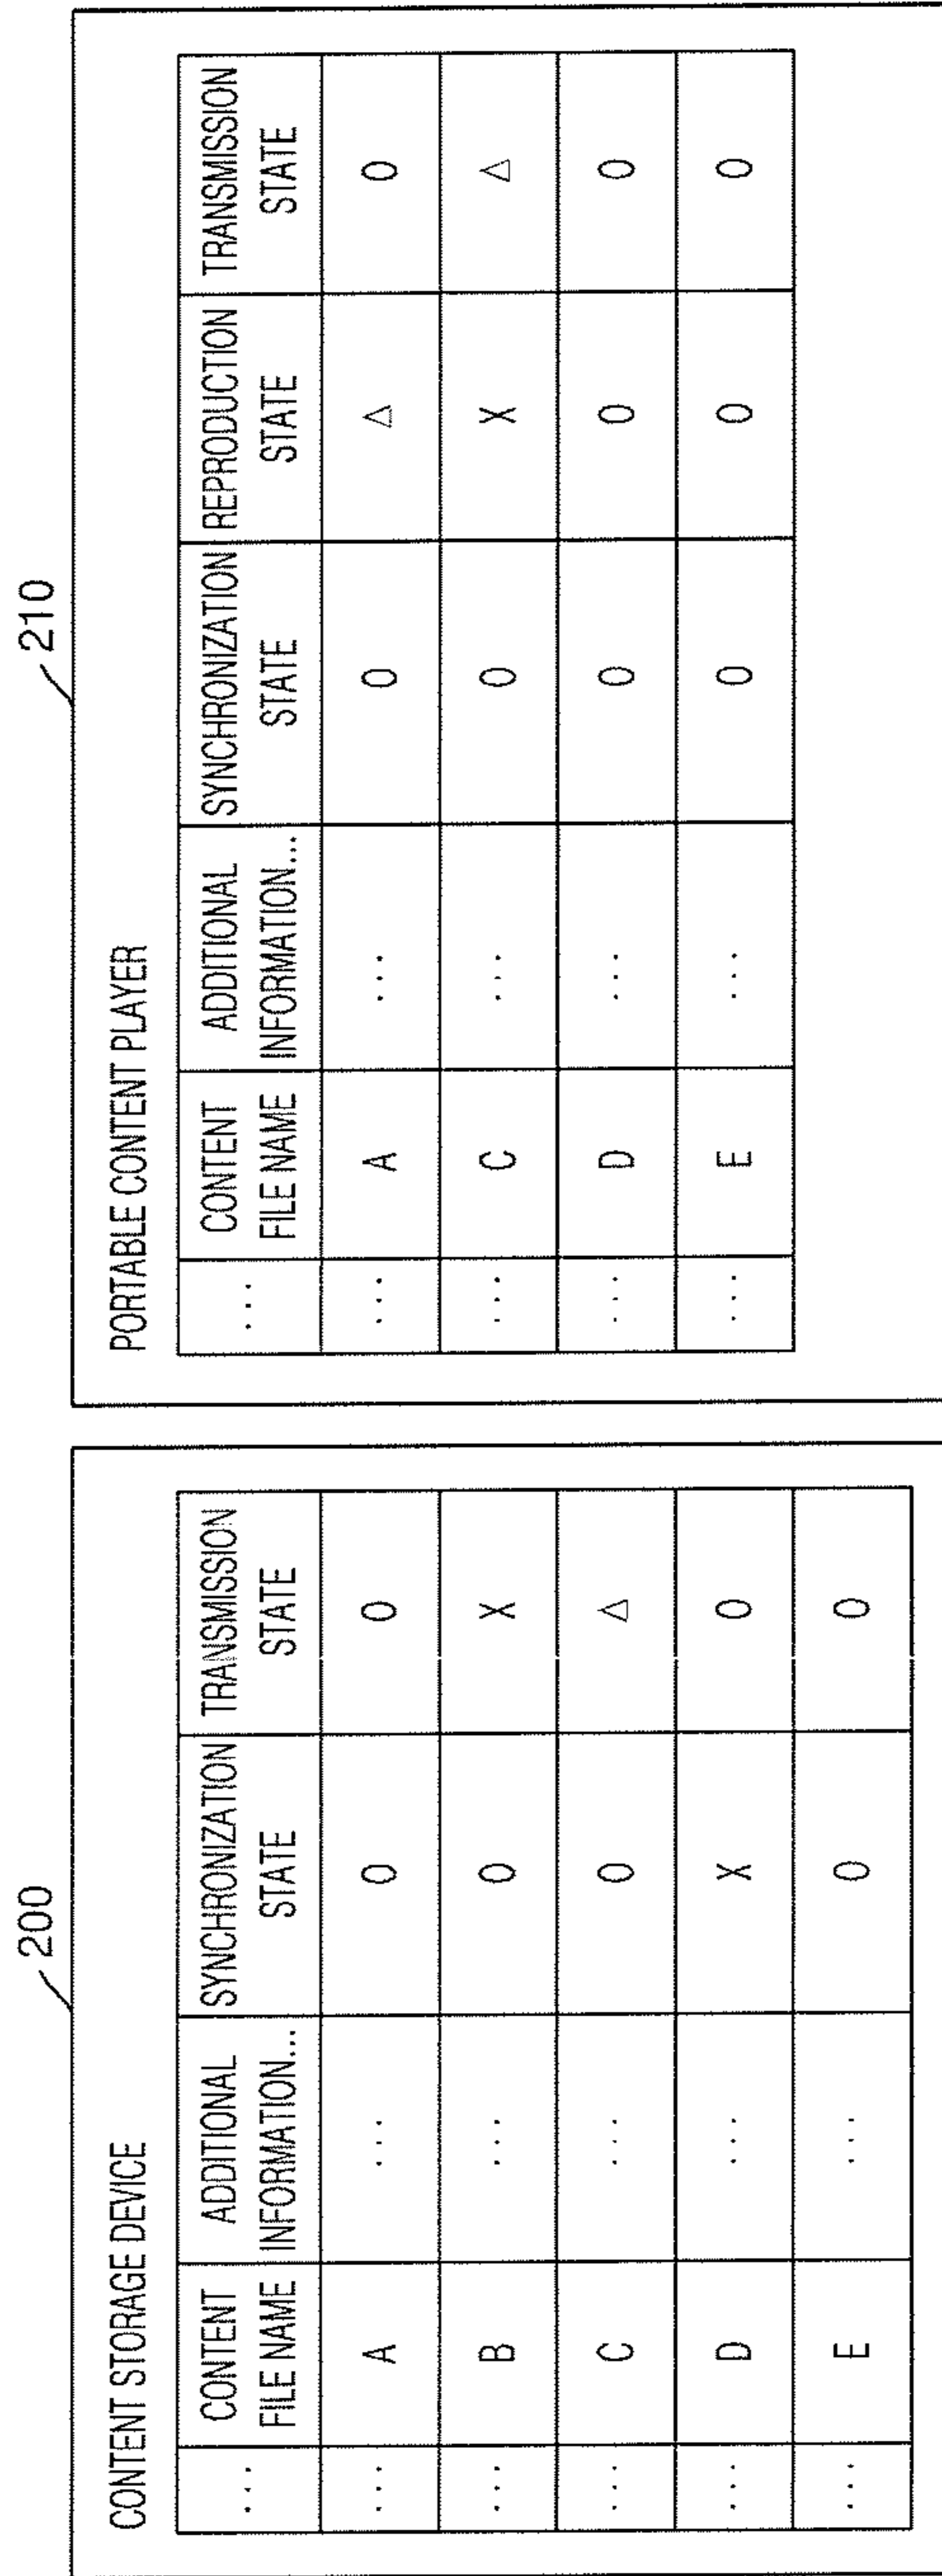 200
CONTENT STORAGE DEVICE
... CONTENT FILE NAME ADDITIONAL INFORMATION... SYNCHRONIZATION STATE TRANSMISSION STATE
... A ... O O
... B ... O X
... C ... O △
... D ... X O
... E ... O O
210
PORTABLE CONTENT PLAYER
... CONTENT FILE NAME ADDITIONAL INFORMATION... SYNCHRONIZATION STATE REPRODUCTION STATE TRANSMISSION STATE
... A ... O △ O
... C ... O X △
... D ... O O O
... E ... O O O